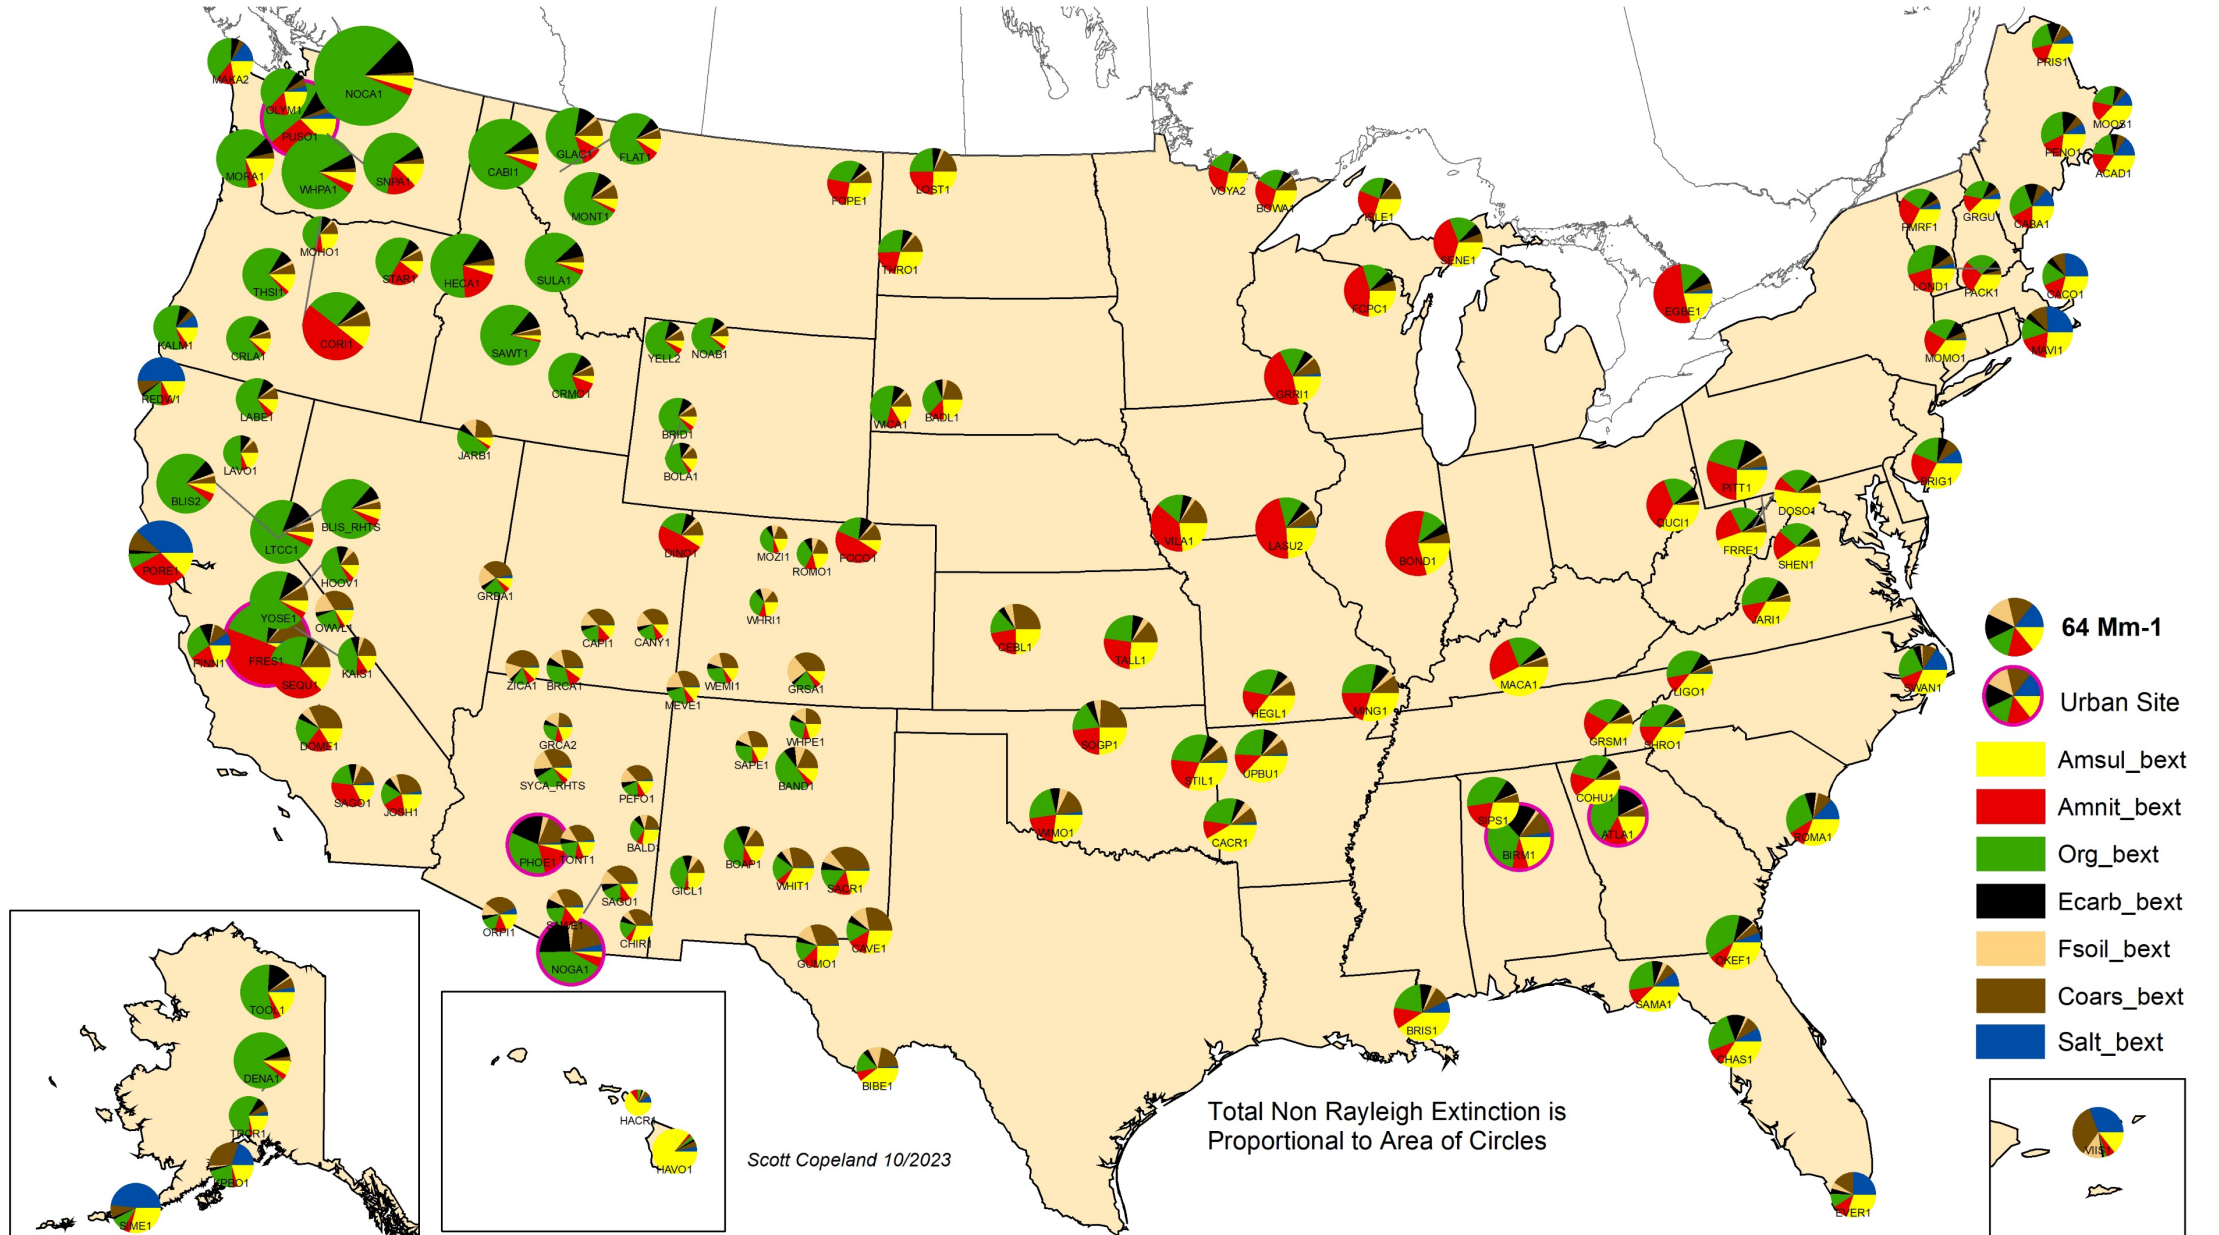 MAKA2
NOCA1
OLYM1
PUSO1
MORA1
WHPA1
SNPA1
CABI1
GLAC1
FLAT1
MONT1
FOPE1
LOST1
VOYA2
BOWA1
ISLE1
SENE1
PRIS1
MOOS1
PENO1
ACAD1
PMRF1
GRGU1
CABA1
MOHO1
THSI1
STAR1
HECA1
SULA1
THRO1
FCPC1
EGBE1
LOND1
PACK1
CACO1
KALM1
CRLA1
CORI1
SAWT1
CRMO1
YELL2
NOAB1
MOMO1
MAVI1
REDW1
LABE1
BRID1
WICA1
BADL1
GRRI1
LAVO1
JARB1
BOLA1
BRIG1
BLIS2
BLIS_RHTS
LTCC1
DINO1
MOZI1
ROMO1
FOCO1
VILA1
LASU2
BOND1
QUCI1
PITT1
DOSO1
FRRE1
SHEN1
PORE1
HOOV1
GRBA1
YOSE1
OWVL1
WHRI1
JARI1
64 Mm-1
PINN1
FRES1
SEQU1
KAIS1
CAPI1
CANY1
CEBL1
TALL1
MACA1
LIGO1
SWAN1
ZICA1
BRCA1
MEVE1
WEMI1
GRSA1
HEGL1
MING1
Urban Site
DOME1
GRCA2
WHPE1
SAPE1
SOGP1
GRSM1
SHRO1
SYCA_RHTS
BAND1
STIL1
UPBU1
Amsul_bext
SAGO1
JOSH1
PEFO1
COHU1
Amnit_bext
PHOE1
TONT1
BALD1
BOAP1
WIMO1
CACR1
SIPS1
BIRM1
ATLA1
ROMA1
Org_bext
GICL1
WHIT1
SACR1
SAGU1
Ecarb_bext
ORPI1
SAWE1
CHIR1
NOGA1
GUMO1
CAVE1
OKEF1
Fsoil_bext
TOOL1
BRIS1
SAMA1
Coars_bext
DENA1
BIBE1
CHAS1
Salt_bext
TRCR1
HACR1
Total Non Rayleigh Extinction is
Proportional to Area of Circles
KPBO1
HAVO1
Scott Copeland 10/2023
VIIS1
SIME1
EVER1